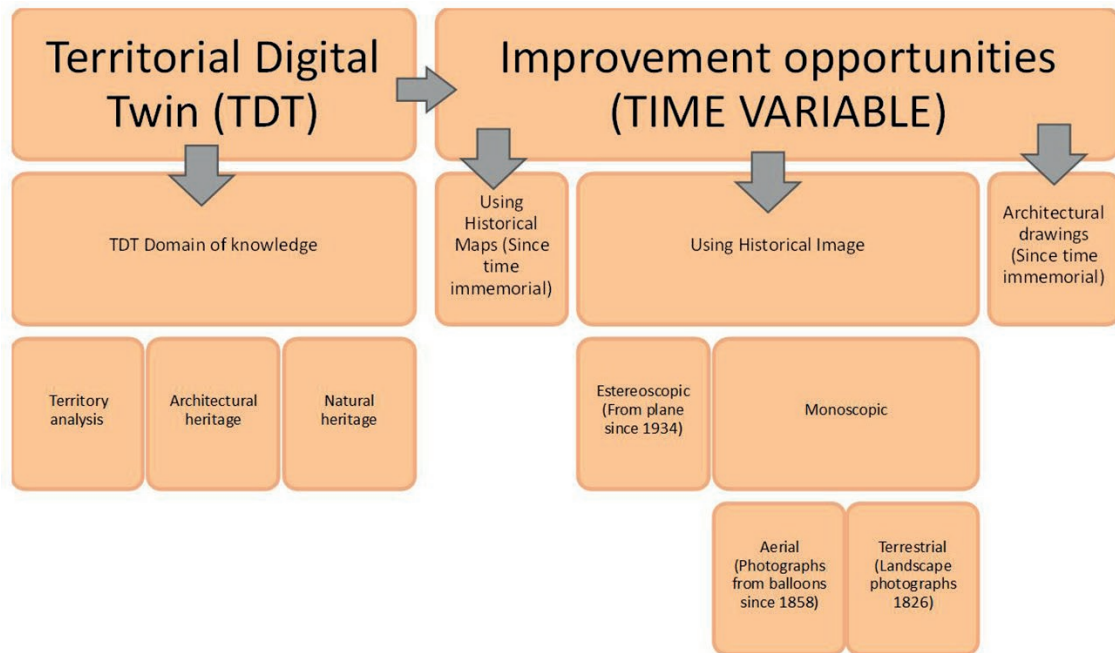 Territorial Digital
Twin (TDT)
Improvement opportunities
(TIME VARIABLE)
TDT Domain of knowledge
Using
Historical
Maps (Since
time
immemorial)
Using Historical Image
Architectural
drawings
(Since time
immemorial)
Territory
analysis
Architectural
heritage
Natural
heritage
Estereoscopic
(From plane
since 1934)
Monoscopic
Aerial
(Photographs
from balloons
since 1858)
Terrestrial
(Landscape
photographs
1826)